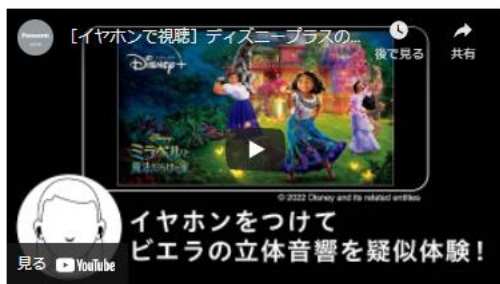 Panasonic
[イヤホンで視聴] ディズニープラスの...
後で見る
共有
Disney+
Disney
ミラベルと
魔法だらけの家
© 2022 Disney and its related entities
イヤホンをつけて
ビエラの立体音響を疑似体験！
見る YouTube